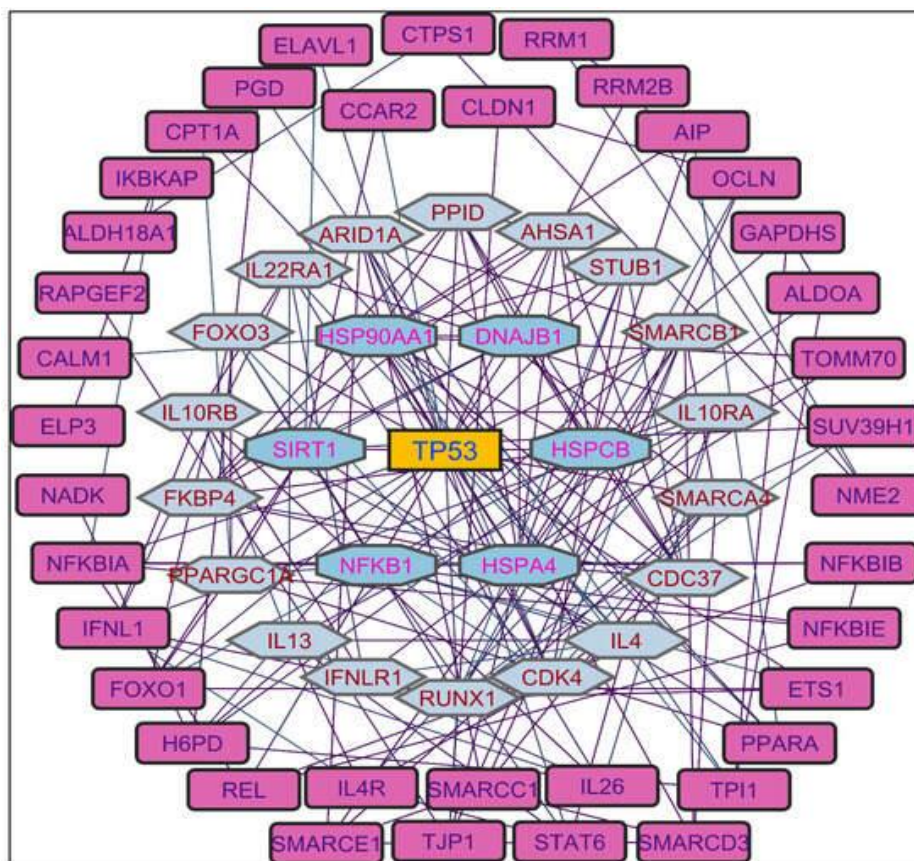 CTPS1
RRM1
ELAVL1
RRM2B
PGD
CCAR2
CLDN1
CPT1A
AIP
IKBKAP
OCLN
PPID
ALDH18A1
ARID1A
AHSA1
GAPDHS
IL22RA1
STUB1
RAPGEF2
ALDOA
FOXO3
HSP90AA1
DNAJB1
SMARCB1
CALM1
TOMM70
IL10RB
IL10RA
ELP3
SUV39H1
SIRT1
TP53
HSPCB
NADK
FKBP4
SMARCA4
NME2
NFKBIA
PPARGC1A
NFKB1
HSPA4
CDC37
NFKBIB
IFNL1
IL13
IL4
NFKBIE
FOXO1
IFNLR1
RUNX1
CDK4
ETS1
H6PD
PPARA
REL
IL4R
SMARCC1
IL26
TPI1
SMARCE1
TJP1
STAT6
SMARCD3